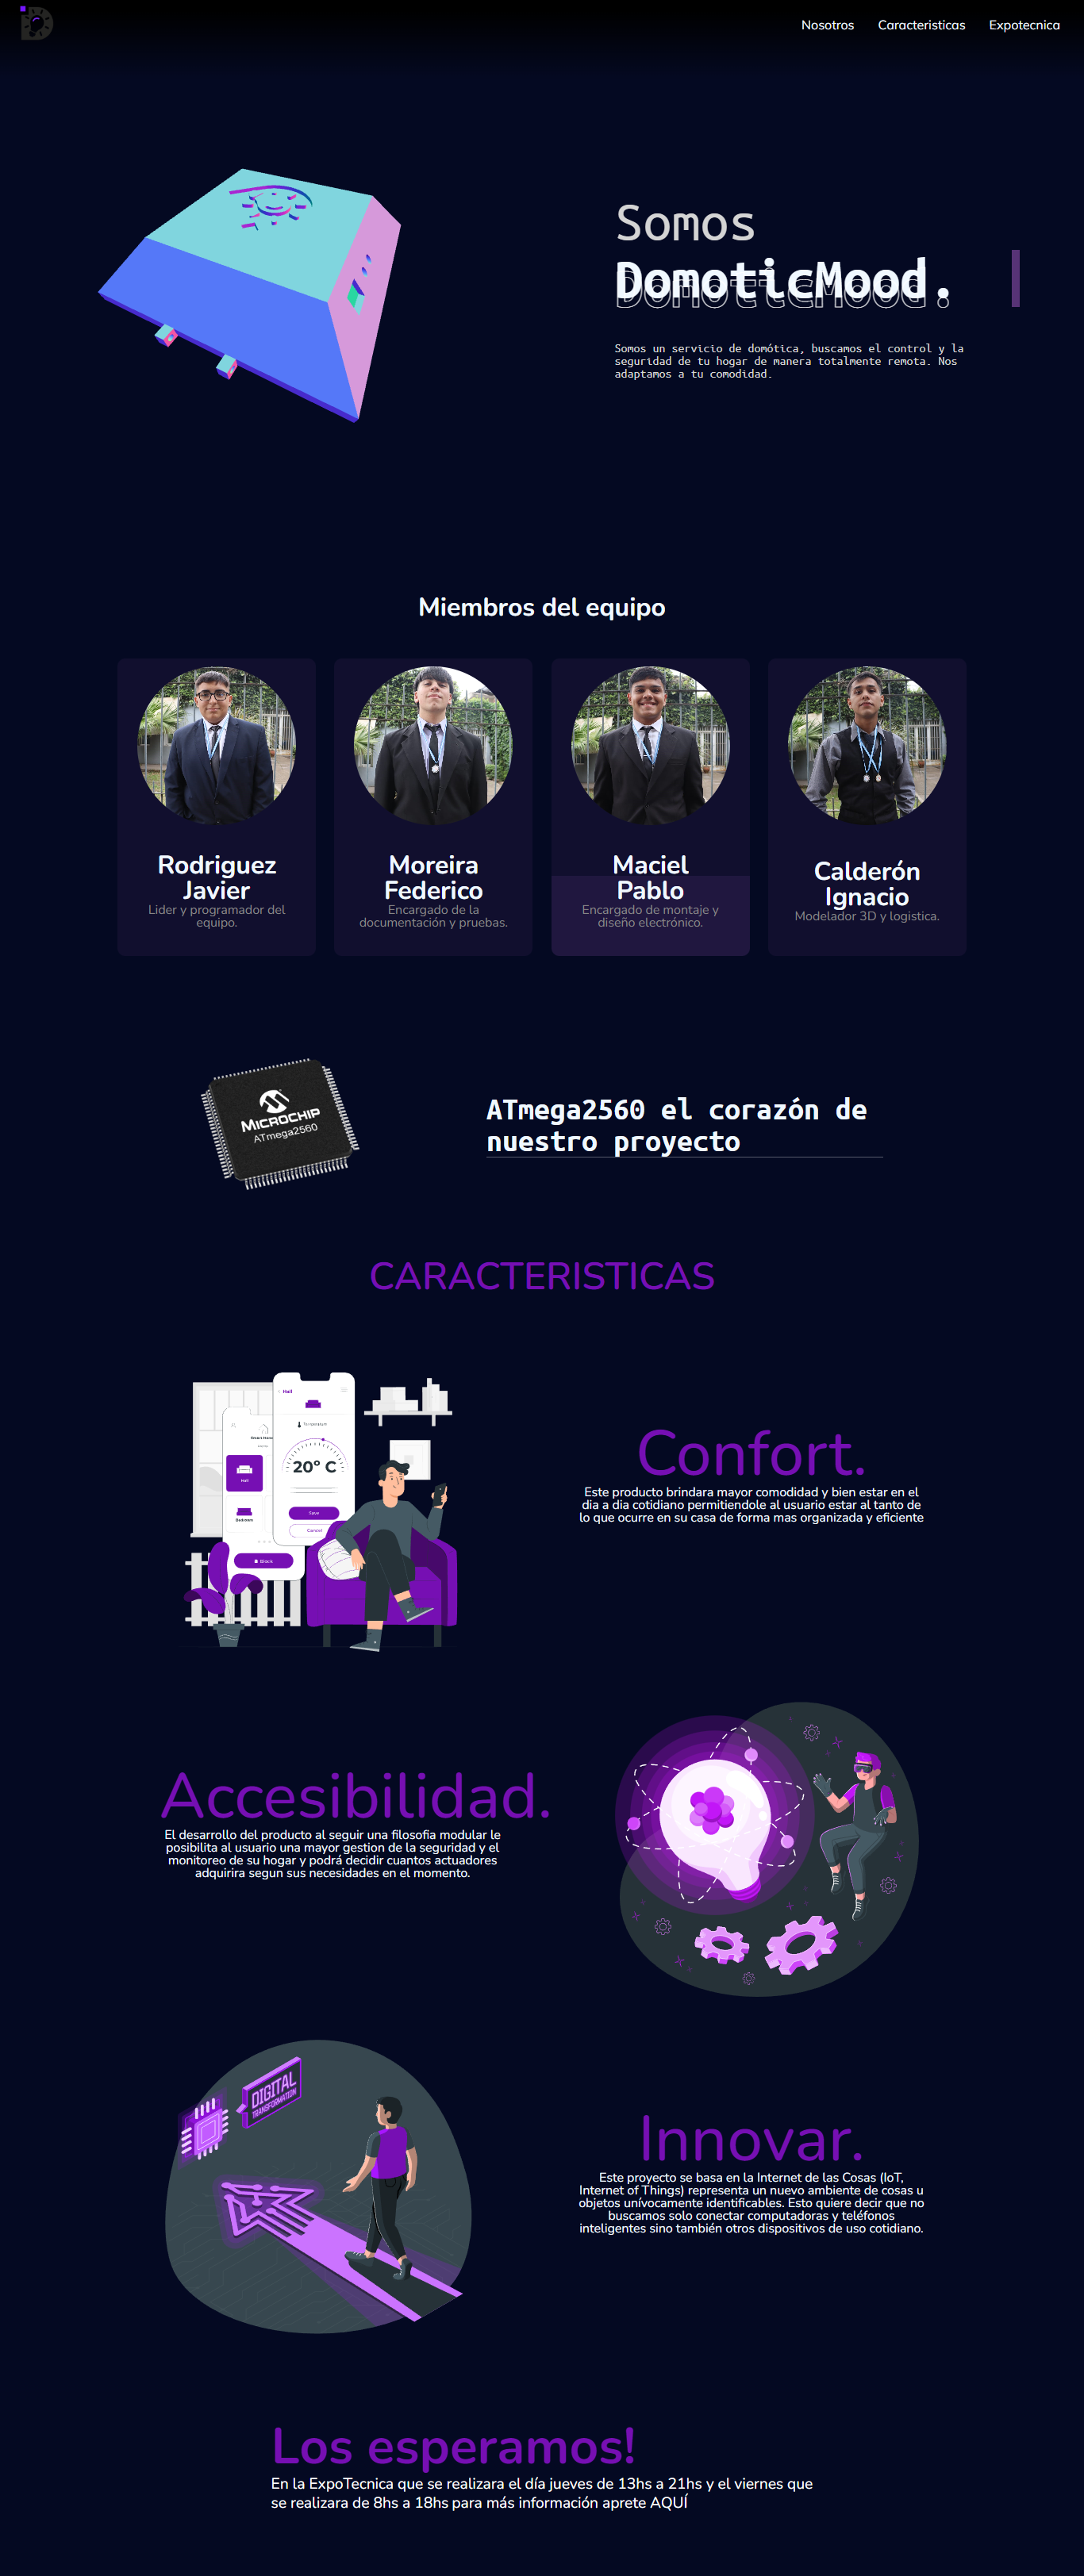 Nosotros Caracteristicas Expotecnica
Somos
DomoticMood.
Somos un servicio de domótica, buscamos el control y la
seguridad de tu hogar de manera totalmente remota. Nos
adaptamos a tu comodidad.
Miembros del equipo
Rodriguez
Javier
Lider y programador del
equipo.
Moreira
Federico
Encargado de la
documentación y pruebas.
Maciel
Pablo
Encargado de montaje y
diseño electrónico.
Calderón
Ignacio
Modelador 3D y logistica.
MICROCHIP
ATmega2560
ATmega2560 el corazón de
nuestro proyecto
CARACTERISTICAS
Hall
Temperature
20° C
Save
Cancel
Hall
Bedroom
Block
Confort.
Este producto brindara mayor comodidad y bien estar en el
dia a dia cotidiano permitiendole al usuario estar al tanto de
lo que ocurre en su casa de forma mas organizada y eficiente
Accesibilidad.
El desarrollo del producto al seguir una filosofia modular le
posibilita al usuario una mayor gestion de la seguridad y el
monitoreo de su hogar y podrá decidir cuantos actuadores
adquirira segun sus necesidades en el momento.
DIGITAL
TRANSFORMATION
Innovar.
Este proyecto se basa en la Internet de las Cosas (IoT,
Internet of Things) representa un nuevo ambiente de cosas u
objetos unívocamente identificables. Esto quiere decir que no
buscamos solo conectar computadoras y teléfonos
inteligentes sino también otros dispositivos de uso cotidiano.
Los esperamos!
En la ExpoTecnica que se realizara el día jueves de 13hs a 21hs y el viernes que
se realizara de 8hs a 18hs para más información aprete AQUÍ